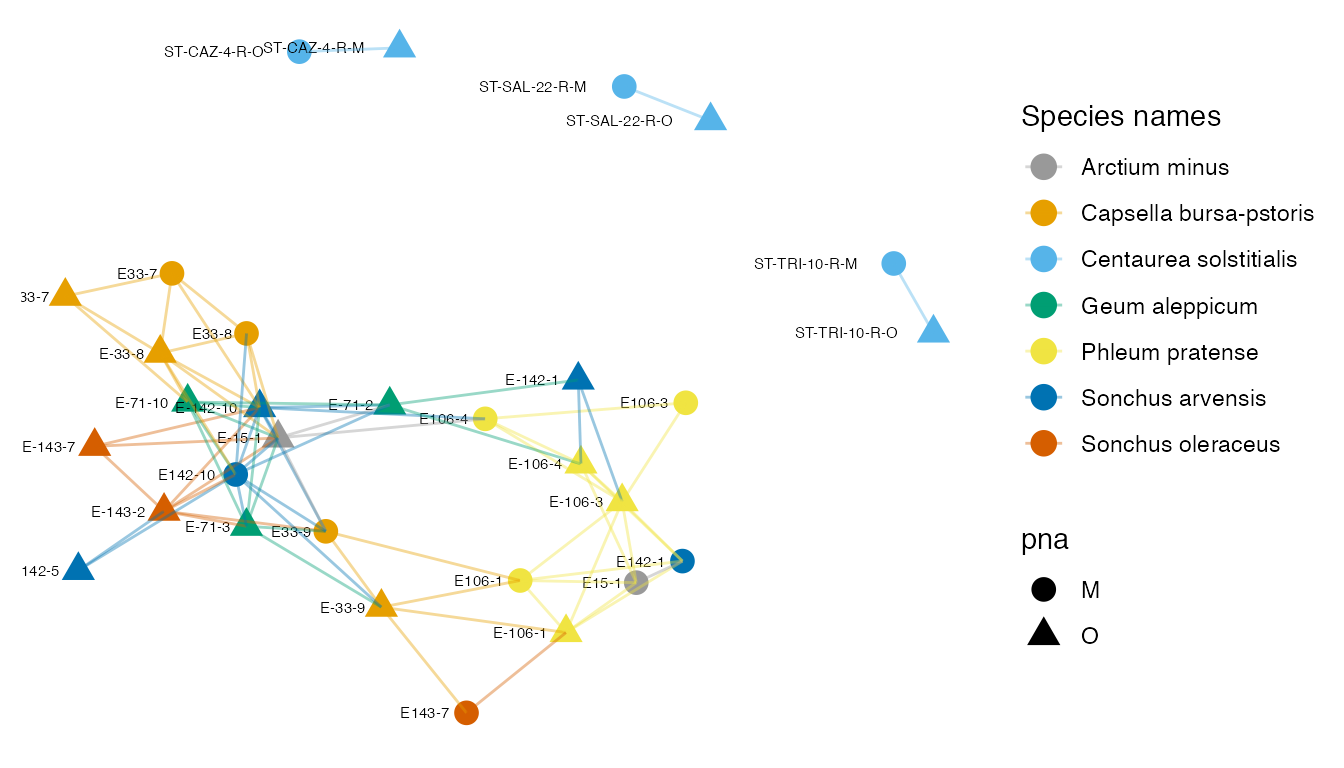 ST-CAZ-4-R-O
ST-CAZ-4-R-M
ST-SAL-22-R-M
ST-SAL-22-R-O
ST-TRI-10-R-M
ST-TRI-10-R-O
E33-7
33-7
E33-8
E-33-8
E-142-1
E-71-10
E-142-10
E-71-2
E106-4
E106-3
E-143-7
E-15-1
E-106-4
E142-10
E-106-3
E-143-2
E-71-3
E33-9
142-5
E142-1
E106-1
E15-1
E-33-9
E-106-1
E143-7
Species names
Arctium minus
Capsella bursa-pstoris
Centaurea solstitialis
Geum aleppicum
Phleum pratense
Sonchus arvensis
Sonchus oleraceus
pna
M
O